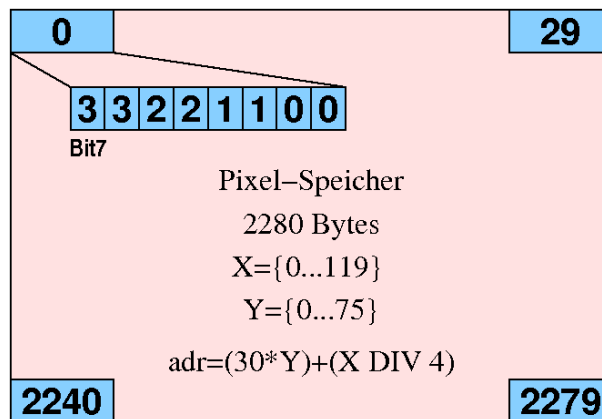 0 29
3 3 2 2 1 1 0 0
Bit7
Pixel–Speicher
2280 Bytes
X={0...119}
Y={0...75}
adr=(30*Y)+(X DIV 4)
2240 2279